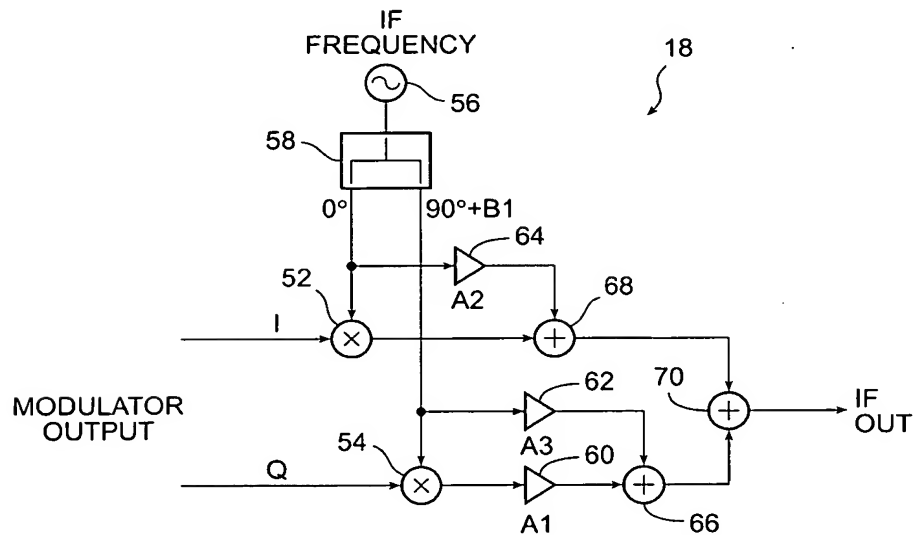 IF
FREQUENCY
18
56
58
0°
90°+B1
64
52
A2
68
I
62
70
IF
OUT
MODULATOR
OUTPUT
54
A3
60
Q
A1
66